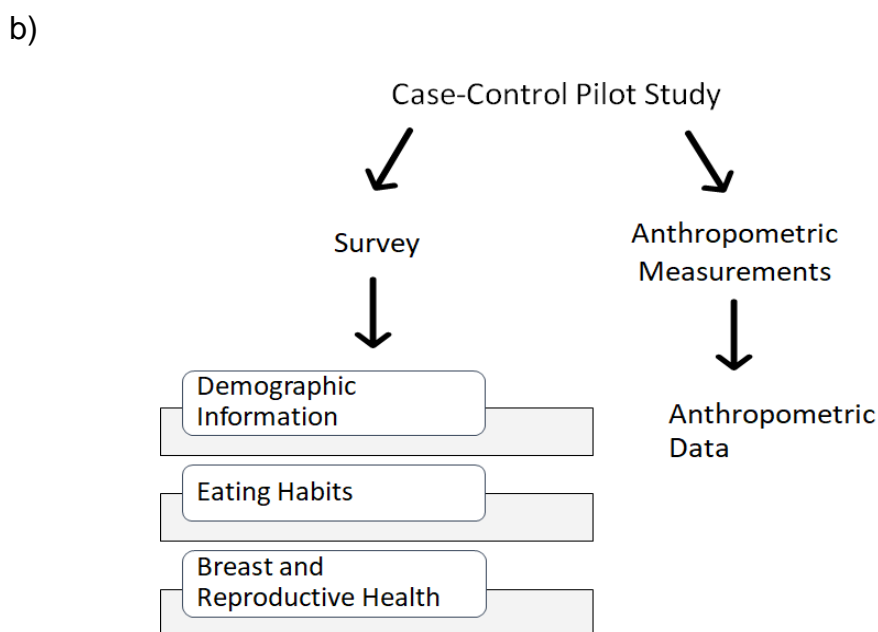 b)
Case-Control Pilot Study
Survey
Anthropometric
Measurements
Demographic
Information
Eating Habits
Breast and
Reproductive Health
Anthropometric
Data